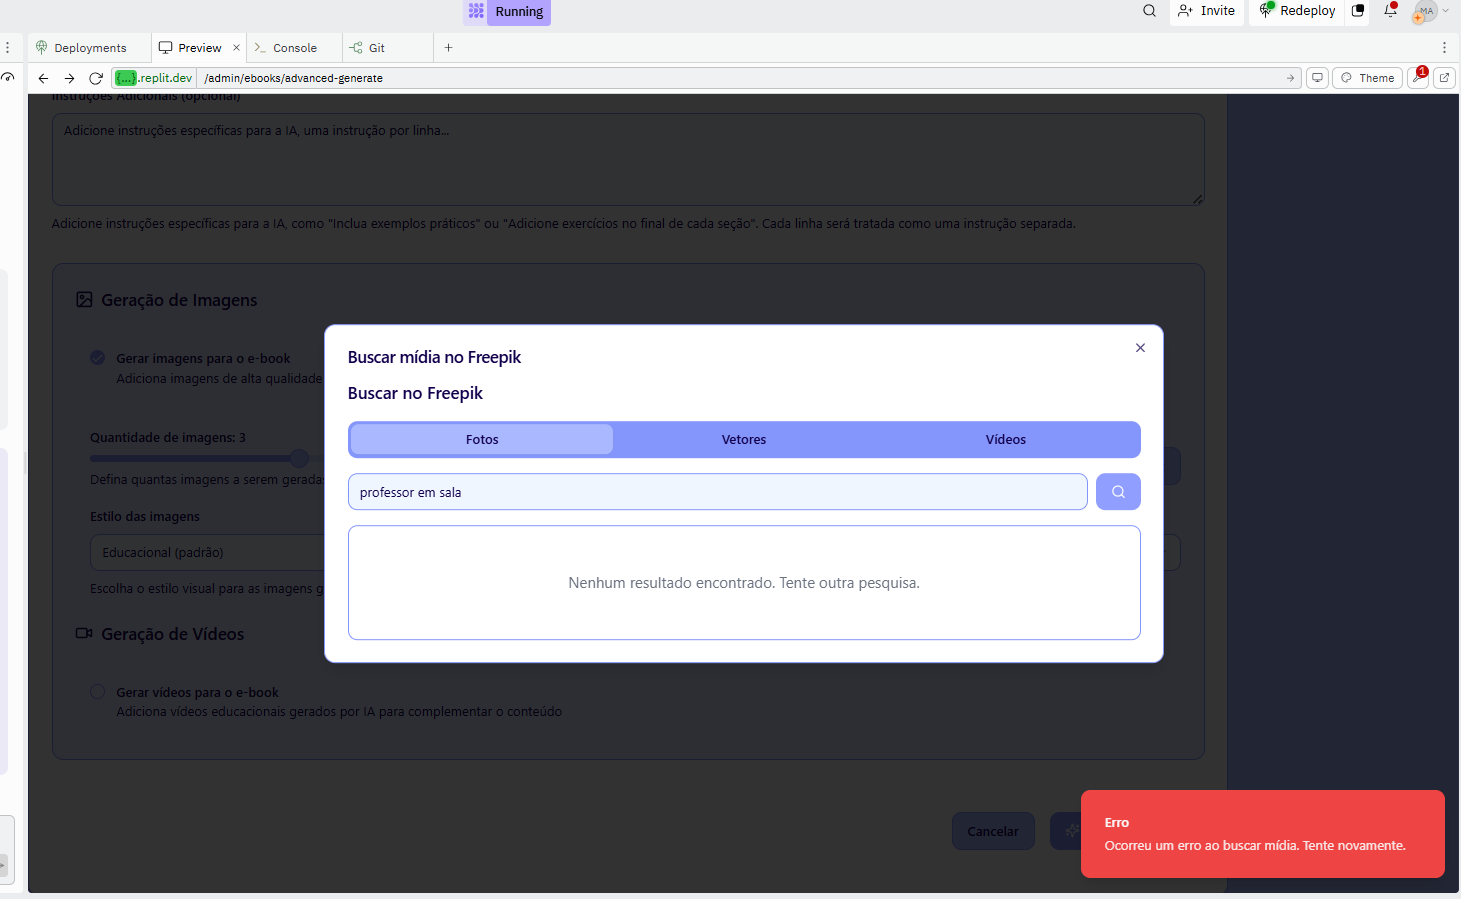 Running
Invite
Redeploy
MA
Deployments
Preview
Console
Git
{...}.replit.dev
/admin/ebooks/advanced-generate
Theme
1
Instruções Adicionais (opcional)
Adicione instruções específicas para a IA, uma instrução por linha...
Adicione instruções específicas para a IA, como "Inclua exemplos práticos" ou "Adicione exercícios no final de cada seção". Cada linha será tratada como uma instrução separada.
Geração de Imagens
Gerar imagens para o e-book
Adiciona imagens de alta qualidade
Quantidade de imagens: 3
Defina quantas imagens a serem geradas
Estilo das imagens
Educacional (padrão)
Escolha o estilo visual para as imagens g
Buscar mídia no Freepik
Buscar no Freepik
Fotos
Vetores
Vídeos
professor em sala
Nenhum resultado encontrado. Tente outra pesquisa.
Geração de Vídeos
Gerar vídeos para o e-book
Adiciona vídeos educacionais gerados por IA para complementar o conteúdo
Cancelar
Erro
Ocorreu um erro ao buscar mídia. Tente novamente.